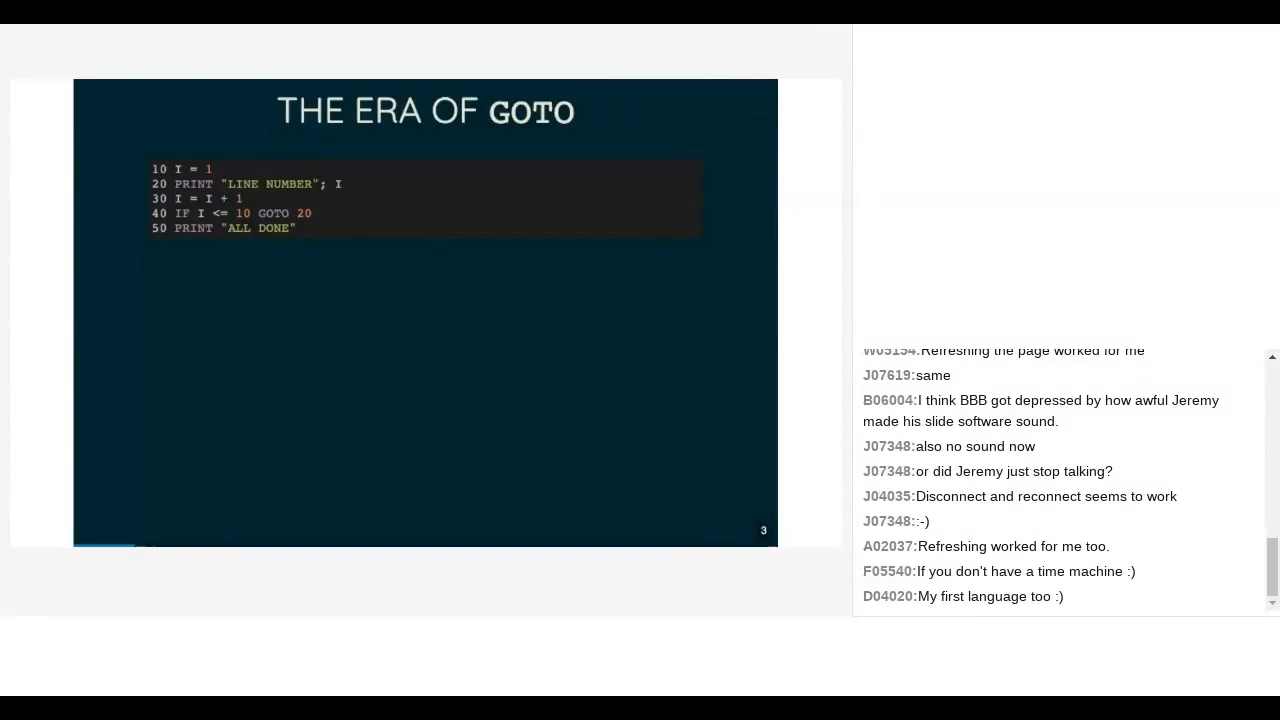 THE ERA OF GOTO
10 I = 1
20 PRINT "LINE NUMBER"; I
30 I = I + 1
40 IF I <= 10 GOTO 20
50 PRINT "ALL DONE"
3
W05154:Refreshing the page worked for me
J07619:same
B06004:I think BBB got depressed by how awful Jeremy
made his slide software sound.
J07348:also no sound now
J07348:or did Jeremy just stop talking?
J04035:Disconnect and reconnect seems to work
J07348::-)
A02037:Refreshing worked for me too.
F05540:If you don't have a time machine :)
D04020:My first language too :)